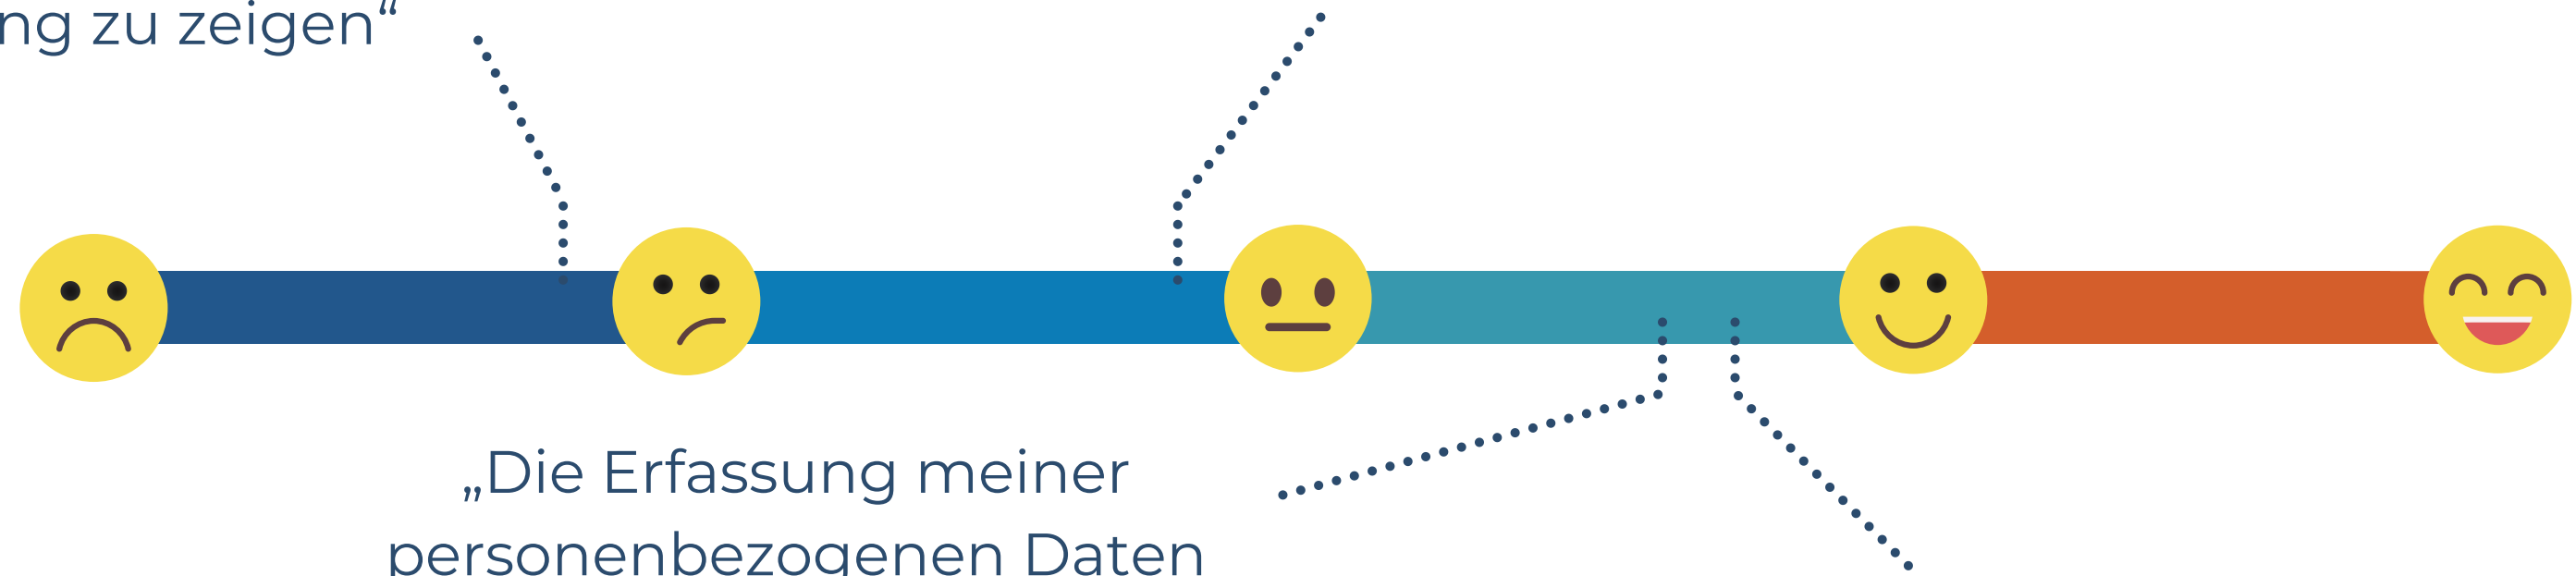 ng zu zeigen“
„Die Erfassung meiner
personenbezogenen Daten